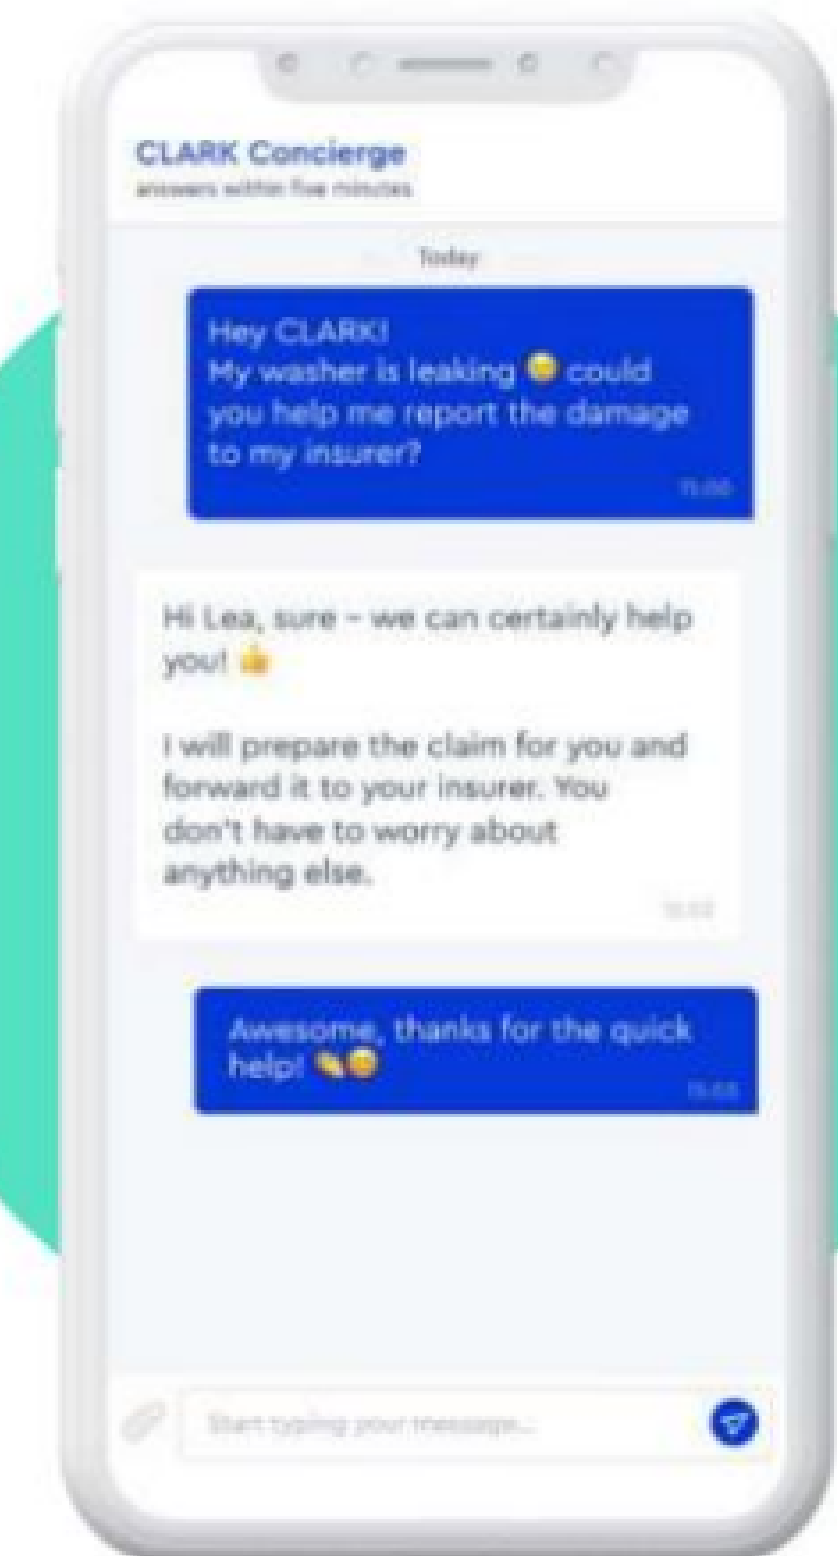 CLARK Concierge
answers within five minutes
Today
Hey CLARK!
My washer is leaking 😕 could
you help me report the damage
to my insurer?
Hi Lea, sure – we can certainly help
you! 👍
I will prepare the claim for you and
forward it to your insurer. You
don't have to worry about
anything else.
Awesome, thanks for the quick
help!
Start typing your message...